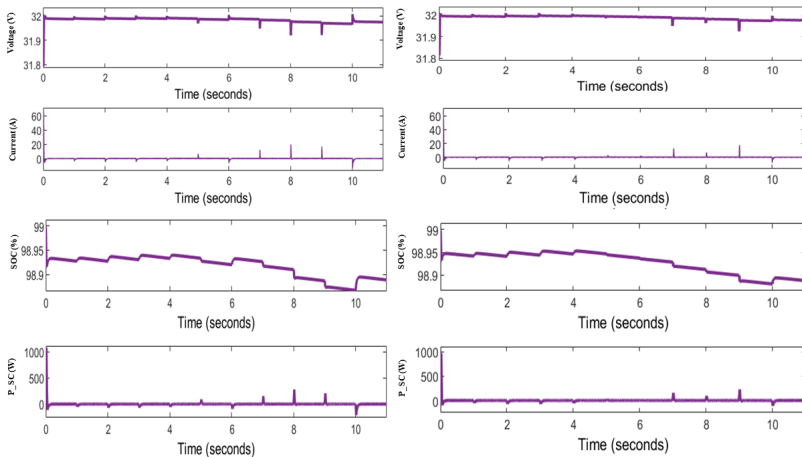 Voltage (V)
32
31.9
31.8
0 2 4 6 8 10
Time (seconds)
Current (A)
60
40
20
0
0 2 4 6 8 10
Time (seconds)
SOC (%)
99
98.95
98.9
0 2 4 6 8 10
Time (seconds)
P_SC (W)
1000
500
0
0 2 4 6 8 10
Time (seconds)
Voltage (V)
32
31.9
31.8
0 2 4 6 8 10
Time (seconds)
Current (A)
60
40
20
0
0 2 4 6 8 10
Time (seconds)
SOC (%)
99
98.95
98.9
0 2 4 6 8 10
Time (seconds)
P_SC (W)
1000
500
0
0 2 4 6 8 10
Time (seconds)